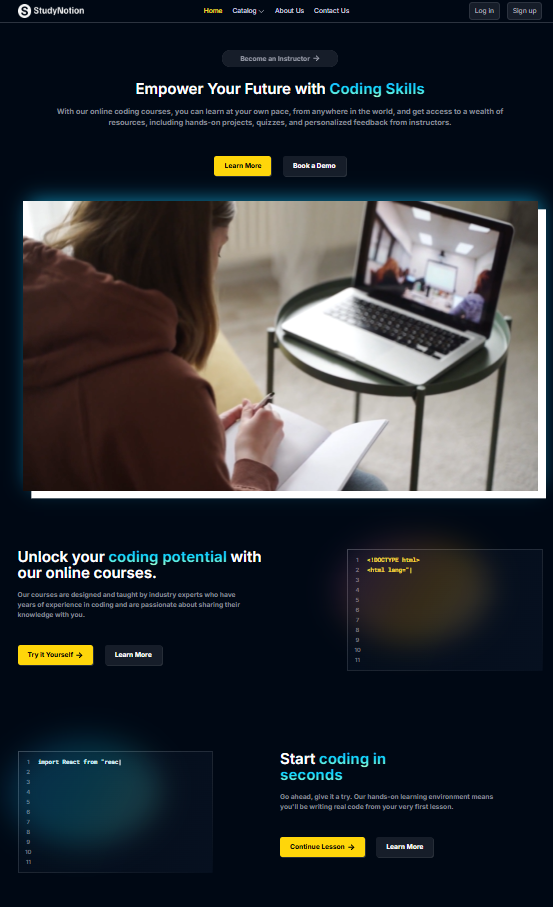 StudyNotion
Home Catalog About Us Contact Us
Log in Sign up
Become an Instructor →
Empower Your Future with Coding Skills
With our online coding courses, you can learn at your own pace, from anywhere in the world, and get access to a wealth of
resources, including hands-on projects, quizzes, and personalized feedback from instructors.
Learn More Book a Demo
Unlock your coding potential with
our online courses.
Our courses are designed and taught by industry experts who have
years of experience in coding and are passionate about sharing their
knowledge with you.
Try it Yourself → Learn More
1 <!DOCTYPE html>
2 <html lang="|
3
4
5
6
7
8
9
10
11
1 import React from "reac|
2
3
4
5
6
7
8
9
10
11
Start coding in
seconds
Go ahead, give it a try. Our hands-on learning environment means
you'll be writing real code from your very first lesson.
Continue Lesson → Learn More